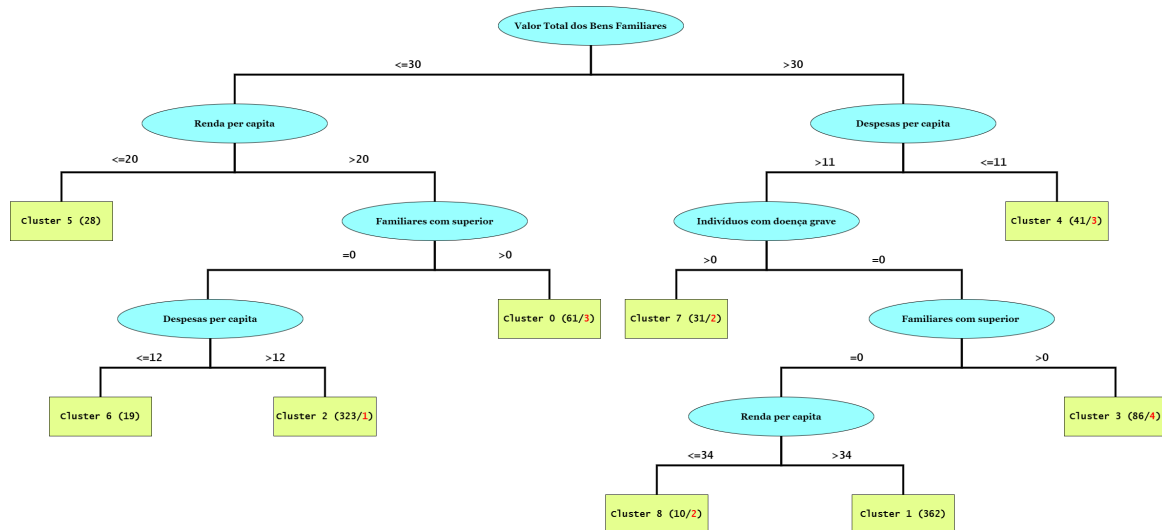 Valor Total dos Bens Familiares
<=30
>30
Renda per capita
Despesas per capita
<=20
>20
>11
<=11
Cluster 5 (28)
Familiares com superior
Indivíduos com doença grave
Cluster 4 (41/3)
=0
>0
>0
=0
Despesas per capita
Cluster 0 (61/3)
Cluster 7 (31/2)
Familiares com superior
<=12
>12
=0
>0
Cluster 6 (19)
Cluster 2 (323/1)
Renda per capita
Cluster 3 (86/4)
<=34
>34
Cluster 8 (10/2)
Cluster 1 (362)